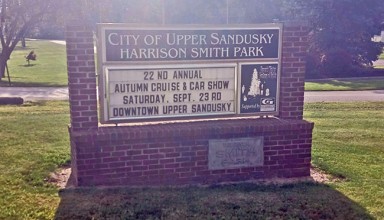 CITY OF UPPER SANDUSKY
HARRISON SMITH PARK
22 ND ANNUAL
AUTUMN CRUISE & CAR SHOW
SATURDAY, SEPT. 23 RD
DOWNTOWN UPPER SANDUSKY